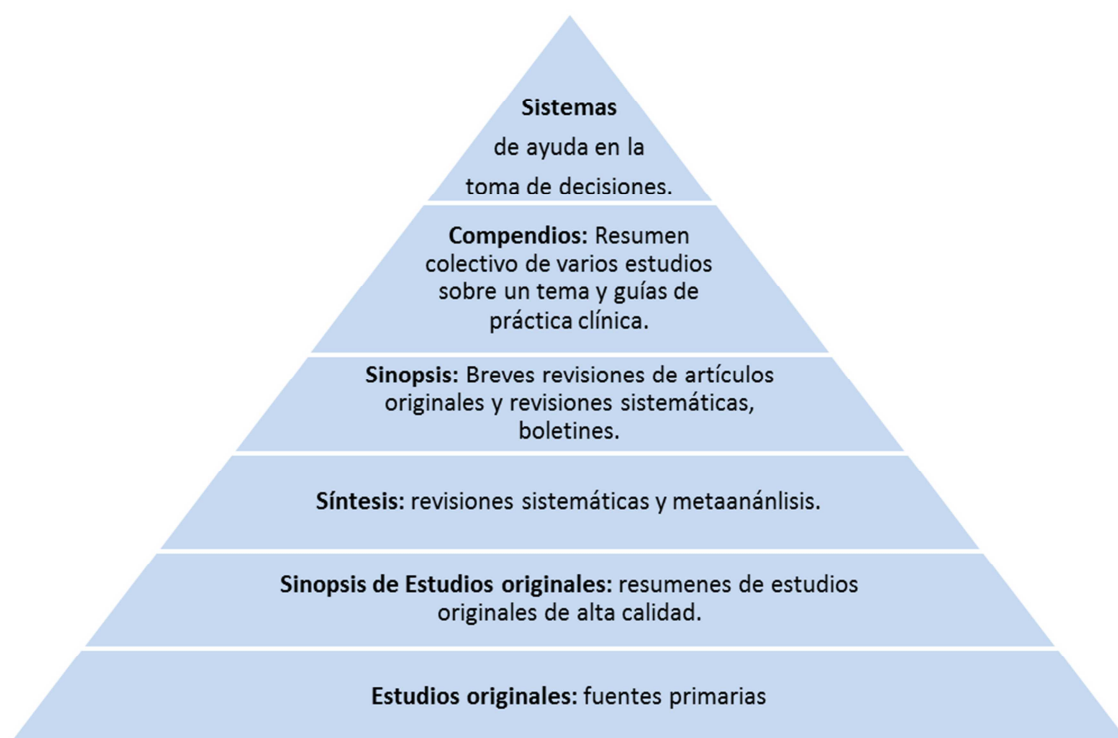 Sistemas
de ayuda en la
toma de decisiones.
Compendios: Resumen
colectivo de varios estudios
sobre un tema y guías de
práctica clínica.
Sinopsis: Breves revisiones de artículos
originales y revisiones sistemáticas,
boletines.
Síntesis: revisiones sistemáticas y metaanánlisis.
Sinopsis de Estudios originales: resumenes de estudios
originales de alta calidad.
Estudios originales: fuentes primarias